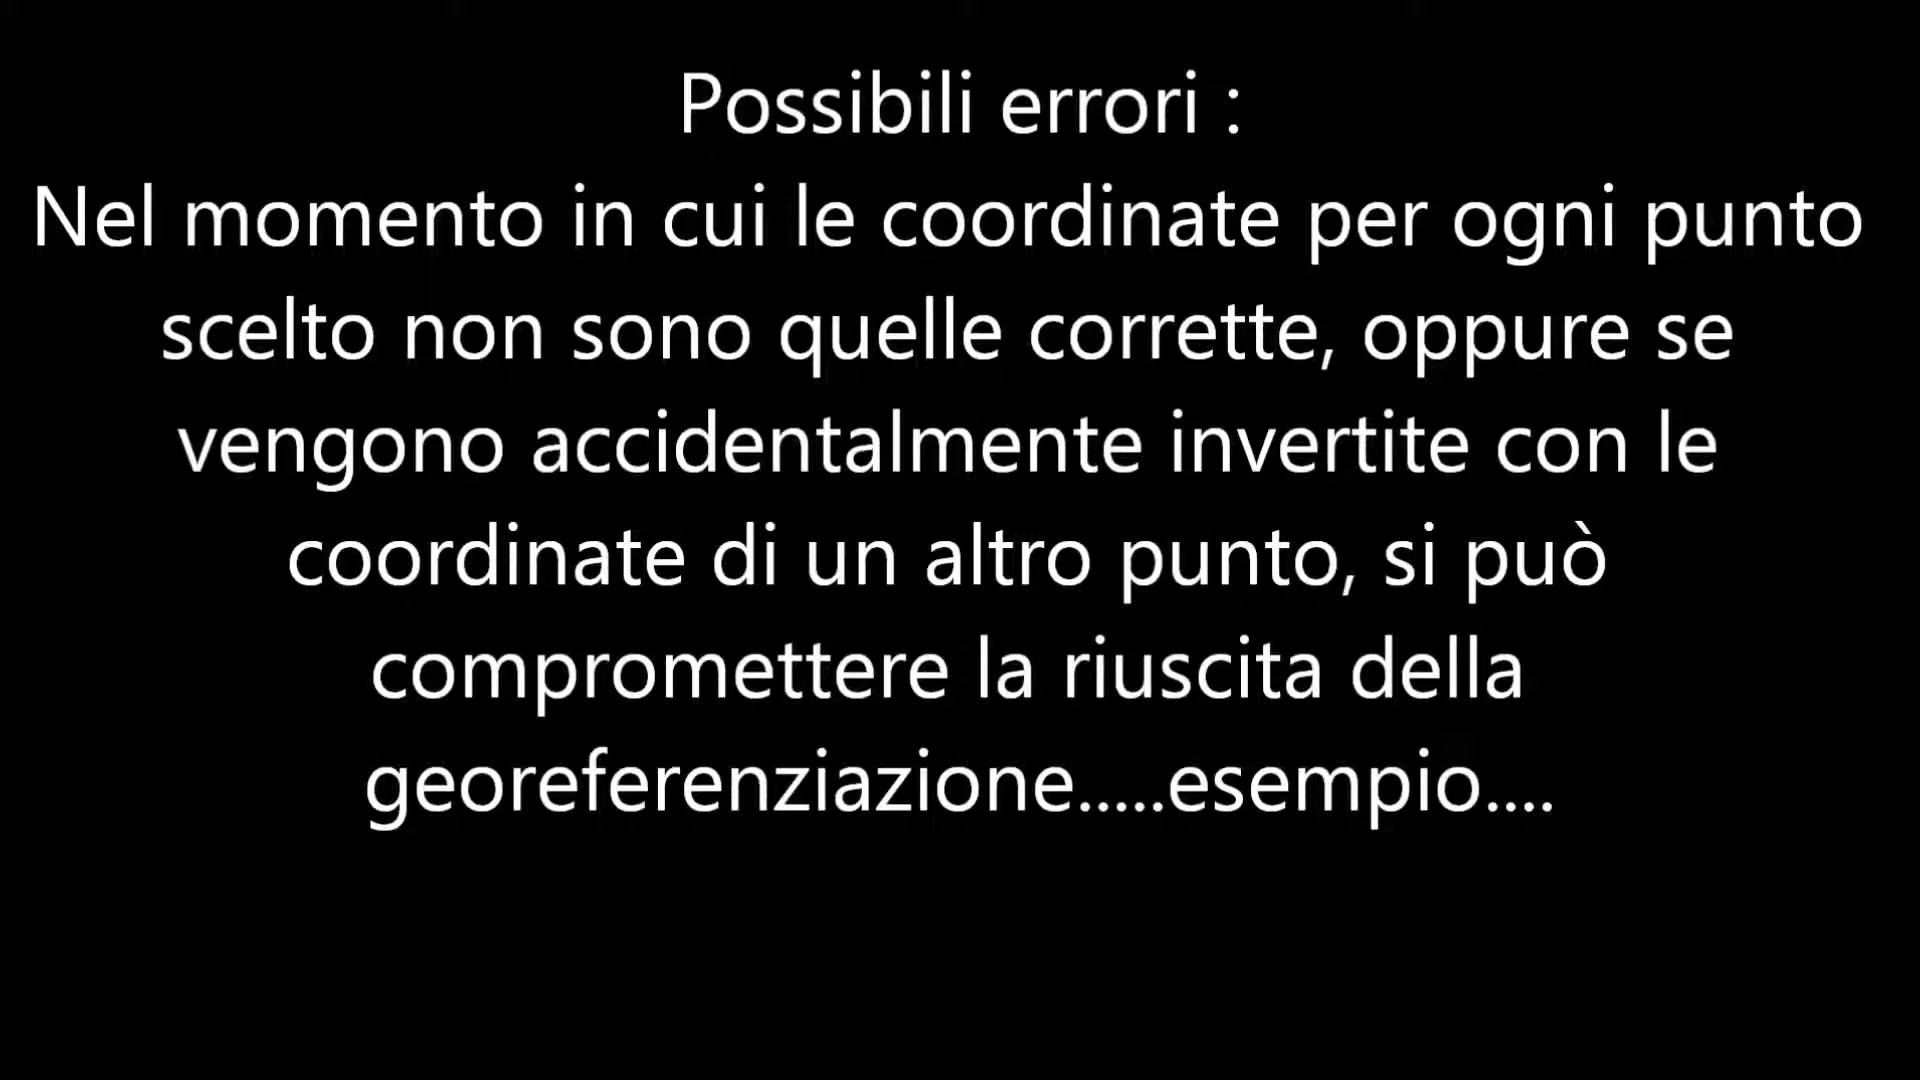 Possibili errori :
Nel momento in cui le coordinate per ogni punto
scelto non sono quelle corrette, oppure se
vengono accidentalmente invertite con le
coordinate di un altro punto, si può
compromettere la riuscita della
georeferenziazione.....esempio....